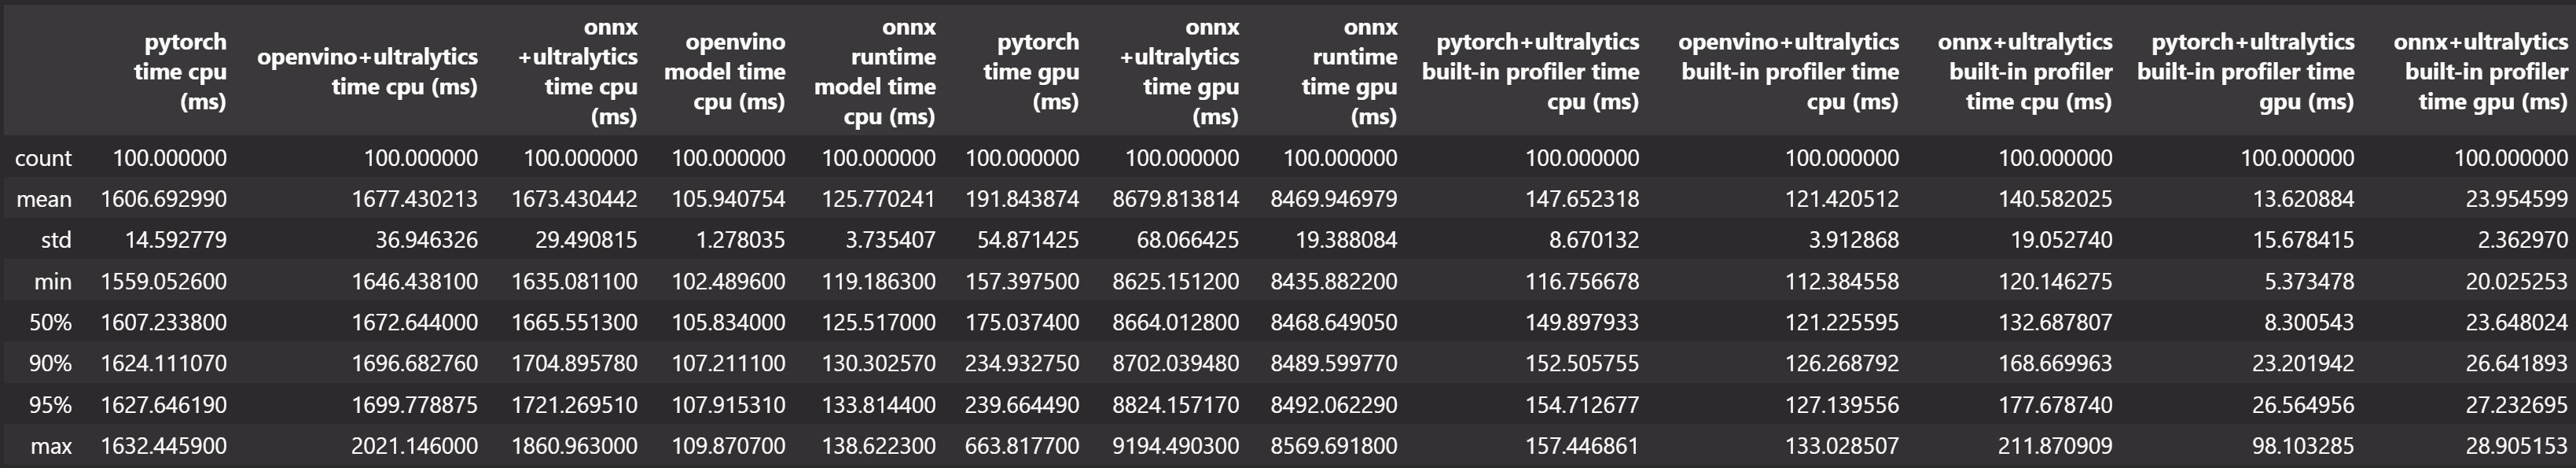 pytorch time cpu (ms) openvino+ultralytics time cpu (ms) onnx +ultralytics time cpu (ms) openvino model time cpu (ms) onnx runtime model time cpu (ms) pytorch time gpu (ms) onnx +ultralytics time gpu (ms) onnx runtime time gpu (ms) pytorch+ultralytics built-in profiler time cpu (ms) openvino+ultralytics built-in profiler time cpu (ms) onnx+ultralytics built-in profiler time cpu (ms) pytorch+ultralytics built-in profiler time gpu (ms) onnx+ultralytics built-in profiler time gpu (ms)
count 100.000000 100.000000 100.000000 100.000000 100.000000 100.000000 100.000000 100.000000 100.000000 100.000000 100.000000 100.000000 100.000000
mean 1606.692990 1677.430213 1673.430442 105.940754 125.770241 191.843874 8679.813814 8469.946979 147.652318 121.420512 140.582025 13.620884 23.954599
std 14.592779 36.946326 29.490815 1.278035 3.735407 54.871425 68.066425 19.388084 8.670132 3.912868 19.052740 15.678415 2.362970
min 1559.052600 1646.438100 1635.081100 102.489600 119.186300 157.397500 8625.151200 8435.882200 116.756678 112.384558 120.146275 5.373478 20.025253
50% 1607.233800 1672.644000 1665.551300 105.834000 125.517000 175.037400 8664.012800 8468.649050 149.897933 121.225595 132.687807 8.300543 23.648024
90% 1624.111070 1696.682760 1704.895780 107.211100 130.302570 234.932750 8702.039480 8489.599770 152.505755 126.268792 168.669963 23.201942 26.641893
95% 1627.646190 1699.778875 1721.269510 107.915310 133.814400 239.664490 8824.157170 8492.062290 154.712677 127.139556 177.678740 26.564956 27.232695
max 1632.445900 2021.146000 1860.963000 109.870700 138.622300 663.817700 9194.490300 8569.691800 157.446861 133.028507 211.870909 98.103285 28.905153